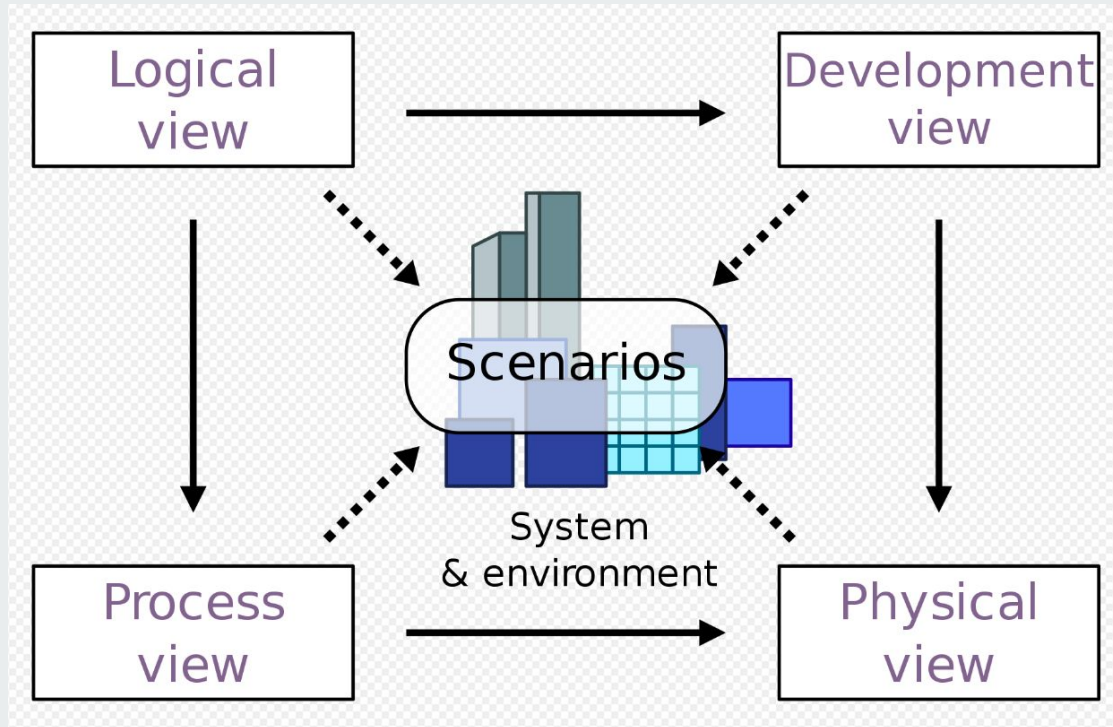 Logical
view
Development
view
Scenarios
System
& environment
Process
view
Physical
view